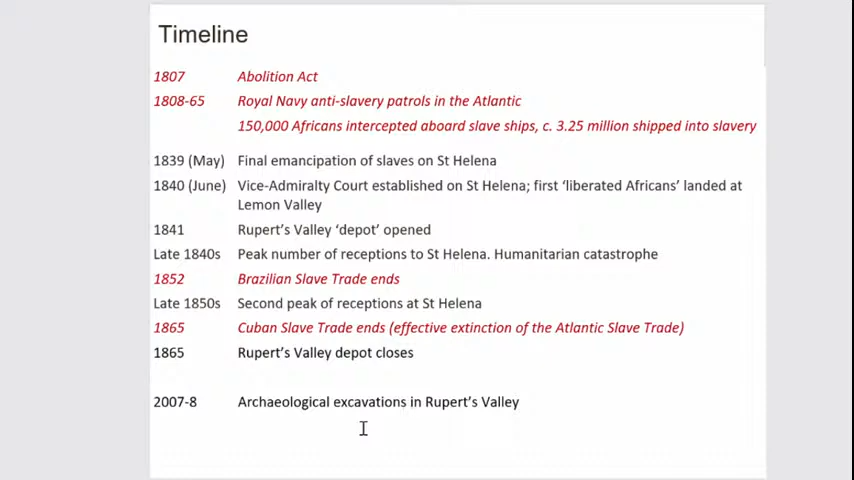 Timeline
1807 Abolition Act
1808-65 Royal Navy anti-slavery patrols in the Atlantic
150,000 Africans intercepted aboard slave ships, c. 3.25 million shipped into slavery
1839 (May) Final emancipation of slaves on St Helena
1840 (June) Vice-Admiralty Court established on St Helena; first ‘liberated Africans’ landed at
Lemon Valley
1841 Rupert’s Valley ‘depot’ opened
Late 1840s Peak number of receptions to St Helena. Humanitarian catastrophe
1852 Brazilian Slave Trade ends
Late 1850s Second peak of receptions at St Helena
1865 Cuban Slave Trade ends (effective extinction of the Atlantic Slave Trade)
1865 Rupert’s Valley depot closes
2007-8 Archaeological excavations in Rupert’s Valley